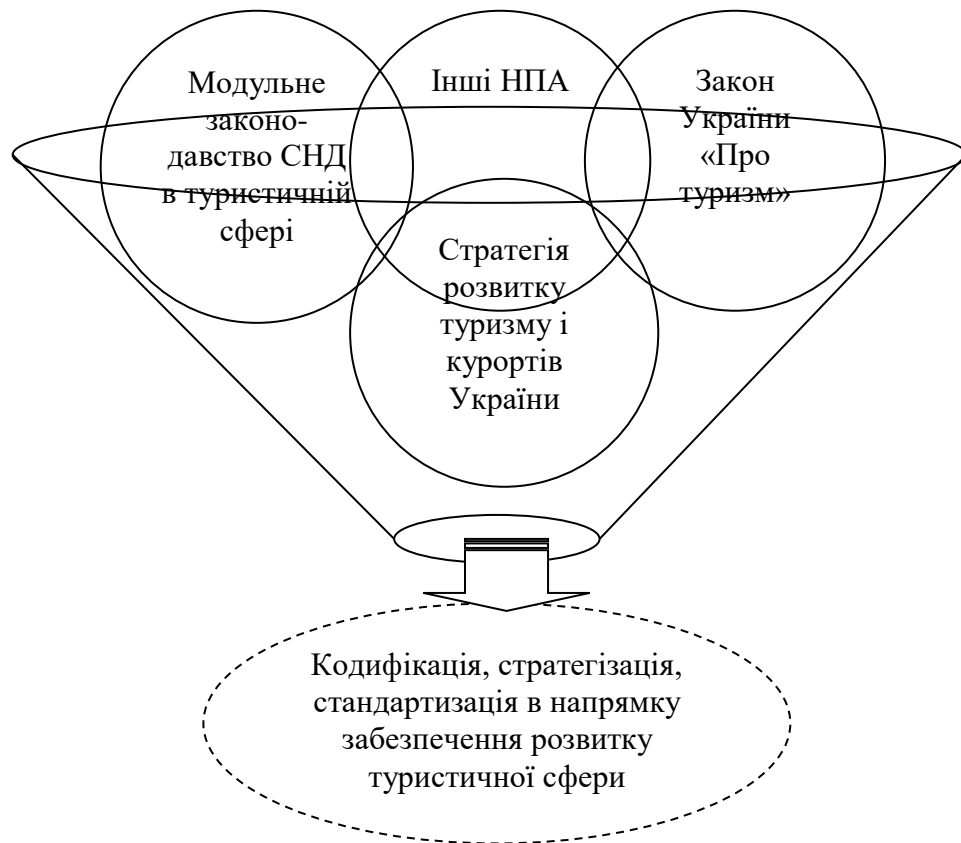 Модульне
законо-
давство СНД
в туристичній
сфері
Інші НПА
Закон
України
«Про
туризм»
Стратегія
розвитку
туризму і
курортів
України
Кодифікація, стратегізація,
стандартизація в напрямку
забезпечення розвитку
туристичної сфери